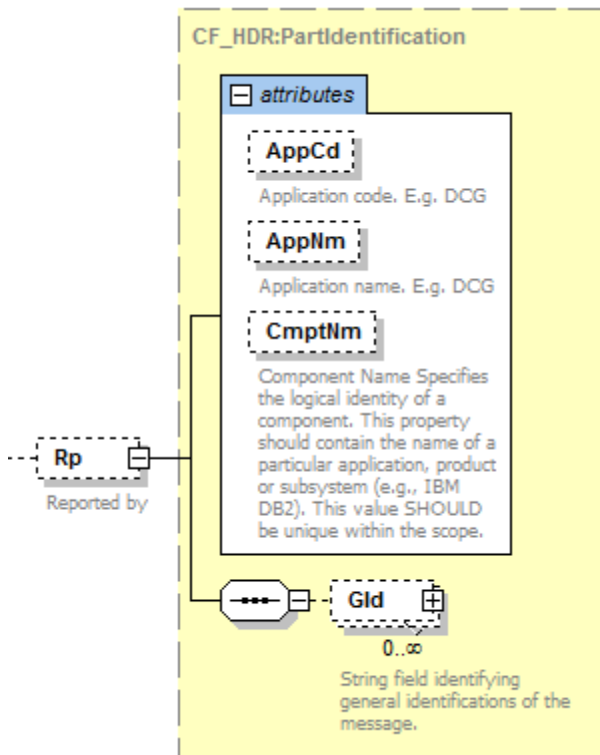 CF_HDR:PartIdentification
attributes
AppCd
Application code. E.g. DCG
AppNm
Application name. E.g. DCG
CmptNm
Component Name Specifies
the logical identity of a
component. This property
should contain the name of a
particular application, product
or subsystem (e.g., IBM
DB2). This value SHOULD
be unique within the scope.
Rp
Reported by
GId
0..∞
String field identifying
general identifications of the
message.